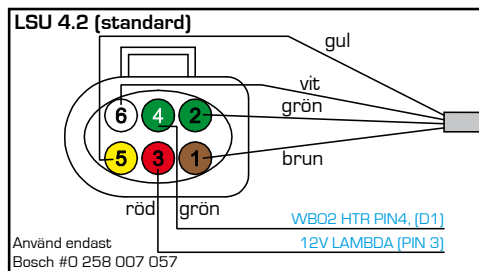 LSU 4.2 (standard)
gul
vit
grön
brun
6 4 2
5 3 1
röd grön
WBO2 HTR PIN4, (D1)
12V LAMBDA (PIN 3)
Använd endast
Bosch #0 258 007 057